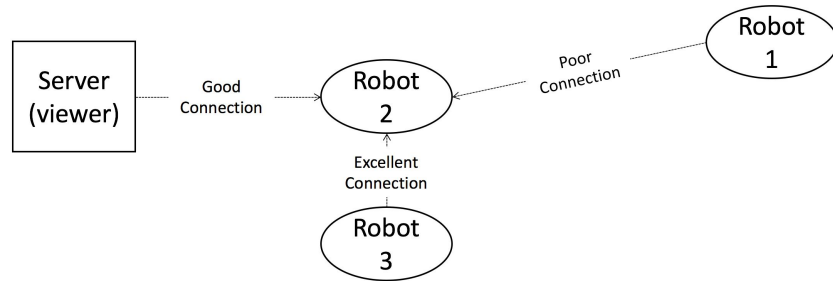 Server
(viewer)
Good
Connection
Robot
2
Poor
Connection
Robot
1
Excellent
Connection
Robot
3